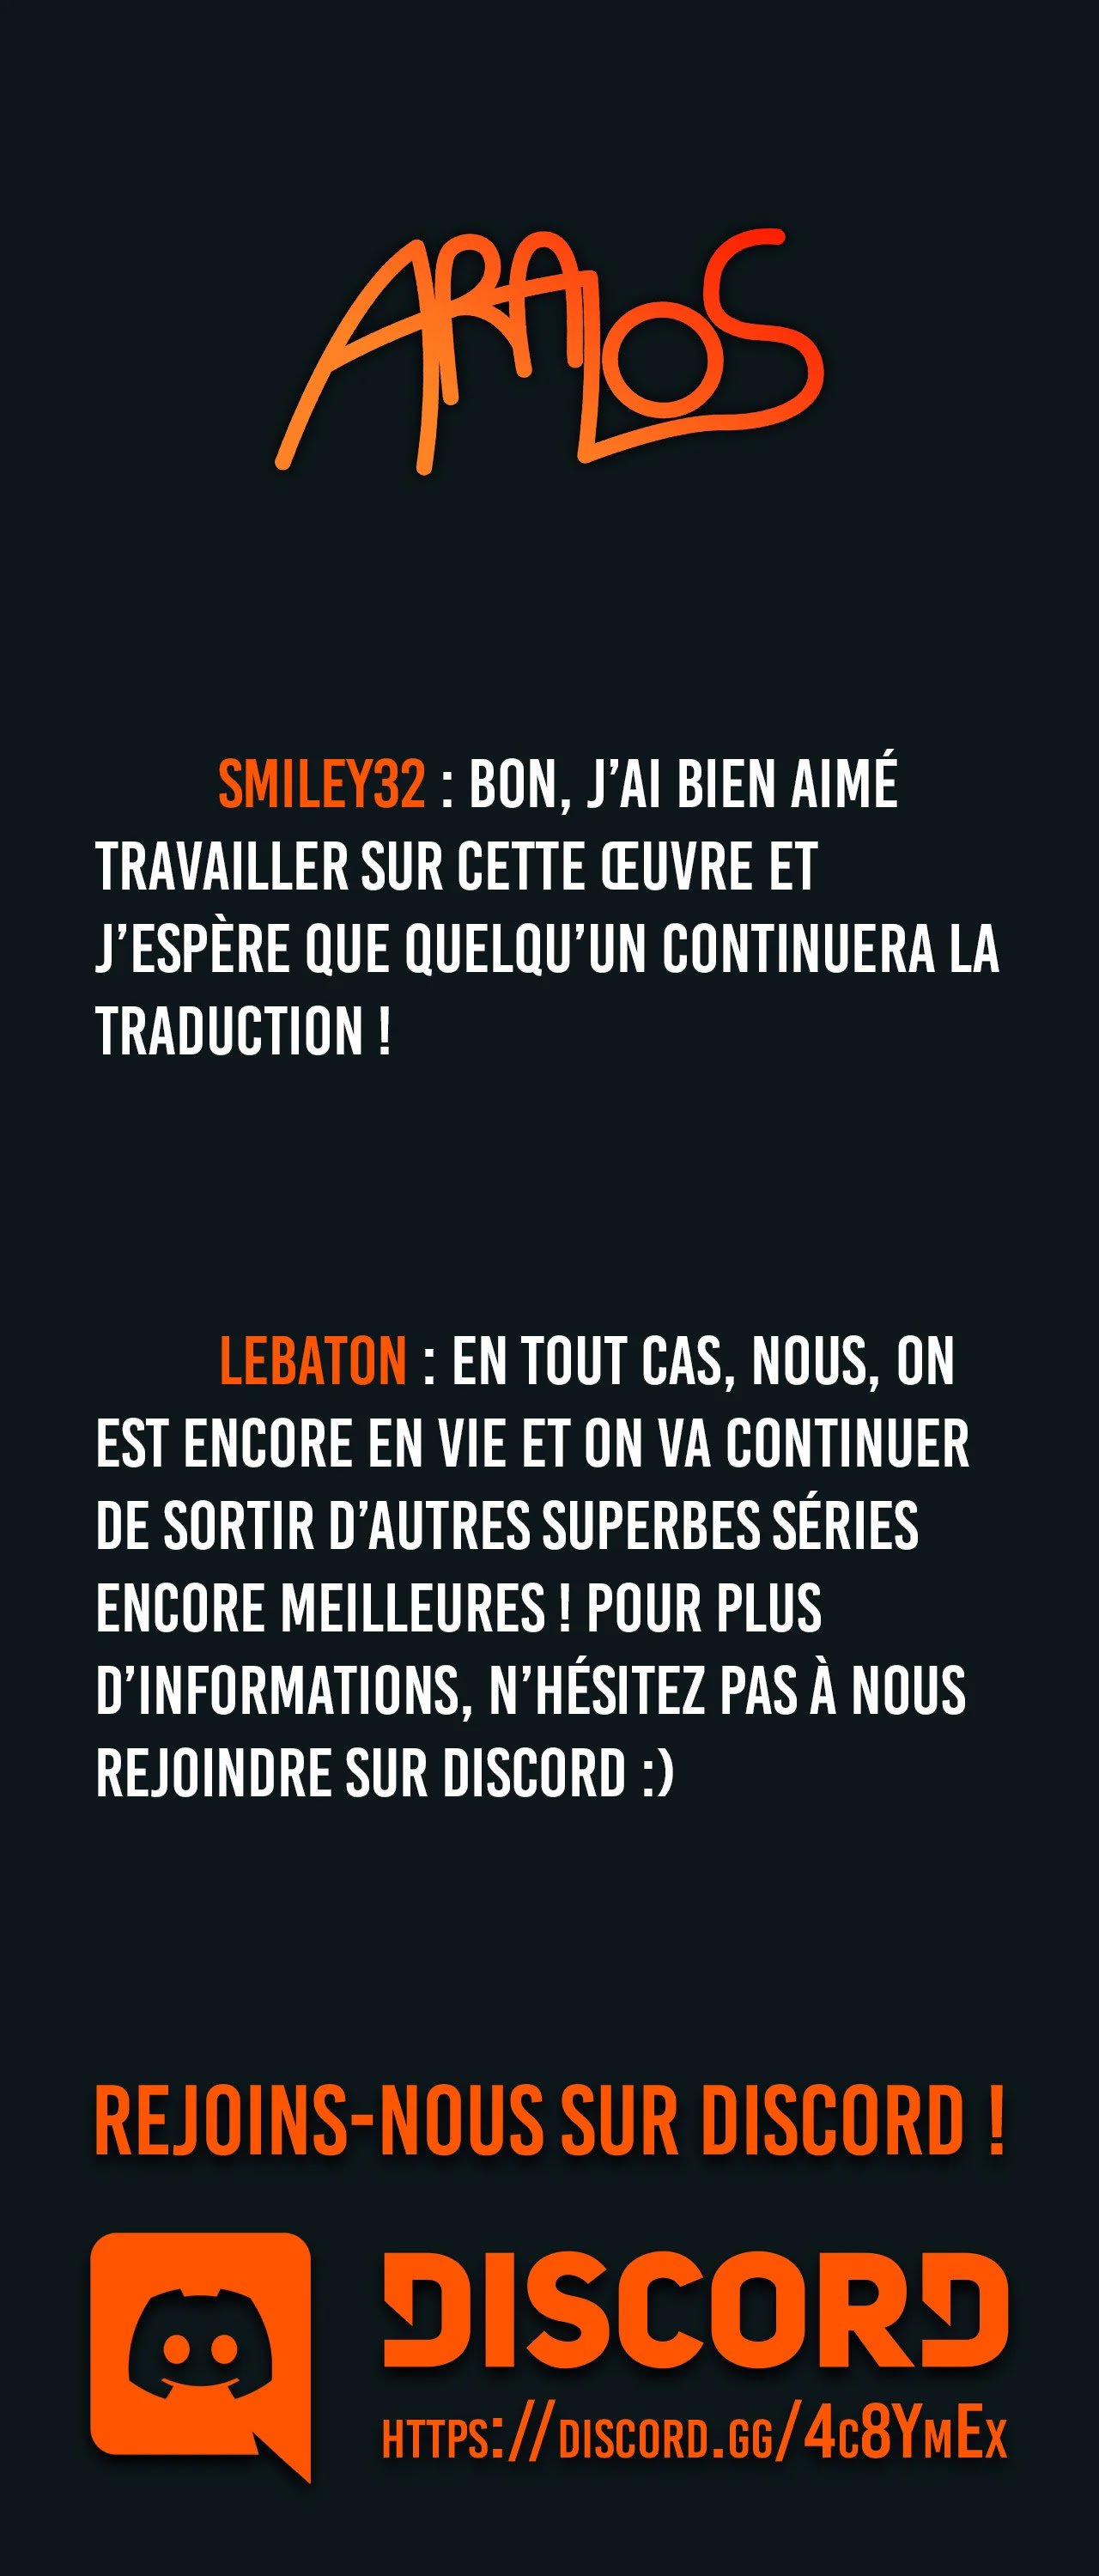 ARALOS
SMILEY32 : BON, J’AI BIEN AIMÉ
TRAVAILLER SUR CETTE ŒUVRE ET
J’ESPÈRE QUE QUELQU’UN CONTINUERA LA
TRADUCTION !
LEBATON : EN TOUT CAS, NOUS, ON
EST ENCORE EN VIE ET ON VA CONTINUER
DE SORTIR D’AUTRES SUPERBES SÉRIES
ENCORE MEILLEURES ! POUR PLUS
D’INFORMATIONS, N’HÉSITEZ PAS À NOUS
REJOINDRE SUR DISCORD :)
REJOINS-NOUS SUR DISCORD !
DISCORD
https://discord.gg/4c8YmEx